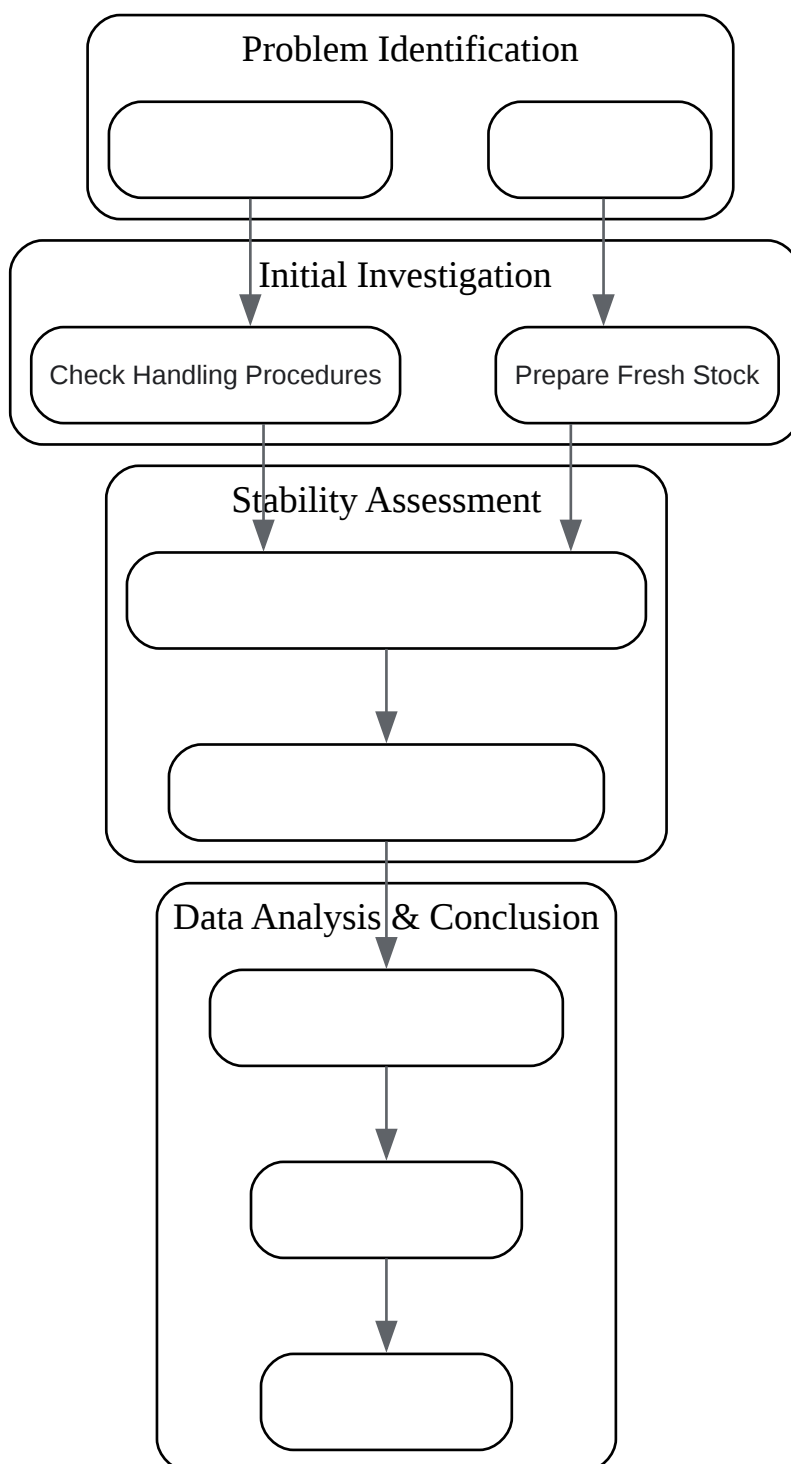 Problem Identification
Initial Investigation
Check Handling Procedures
Prepare Fresh Stock
Stability Assessment
Data Analysis & Conclusion